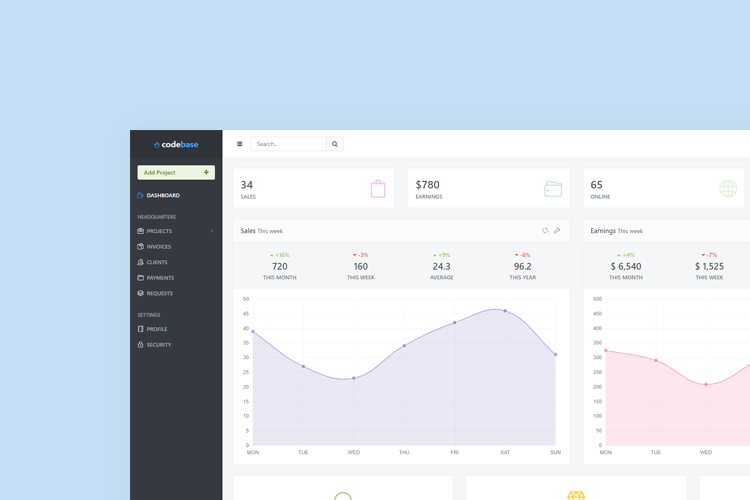 codebase
Search..
Add Project +
DASHBOARD
HEADQUARTERS
PROJECTS
INVOICES
CLIENTS
PAYMENTS
REQUESTS
SETTINGS
PROFILE
SECURITY
34
SALES
$780
EARNINGS
65
ONLINE
Sales This week
+16% -3% +9% -6%
720 160 24.3 96.2
THIS MONTH THIS WEEK AVERAGE THIS YEAR
50
45
40
35
30
25
20
15
10
5
0
MON TUE WED THU FRI SAT SUN
Earnings This week
+4% -7%
$ 6,540 $ 1,525
THIS MONTH THIS WEEK
500
450
400
350
300
250
200
150
100
50
0
MON TUE WED